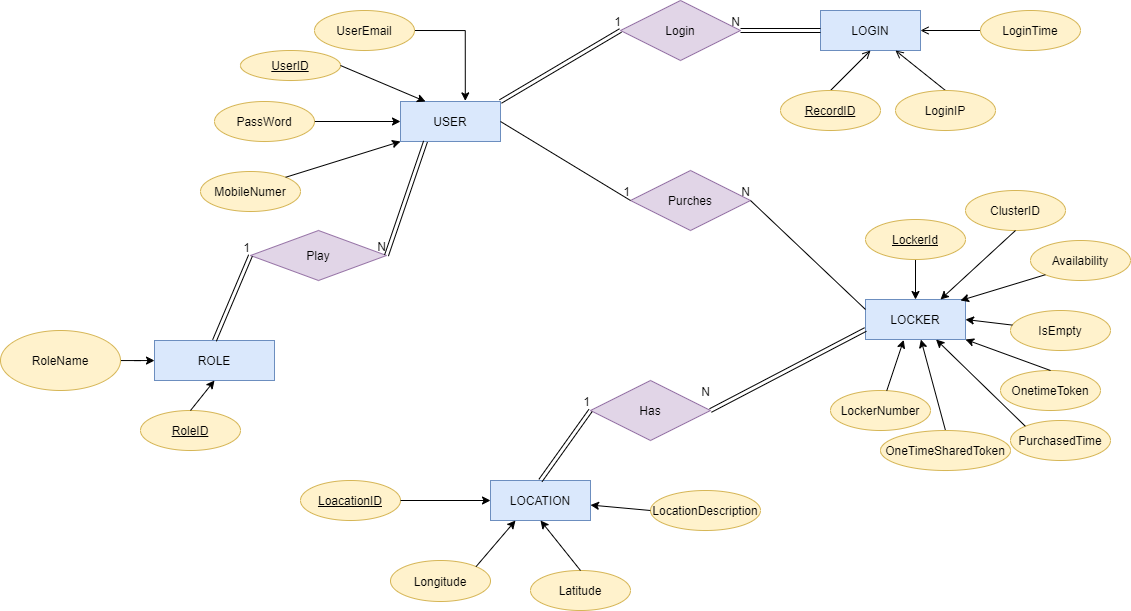 1
N
UserEmail
Login
LOGIN
LoginTime
UserID
RecordID
LoginIP
PassWord
USER
MobileNumer
1
Purches
N
ClusterID
LockerId
1
Play
N
Availability
LOCKER
IsEmpty
RoleName
ROLE
OnetimeToken
1
Has
N
LockerNumber
RoleID
PurchasedTime
OneTimeSharedToken
LoacationID
LOCATION
LocationDescription
Longitude
Latitude